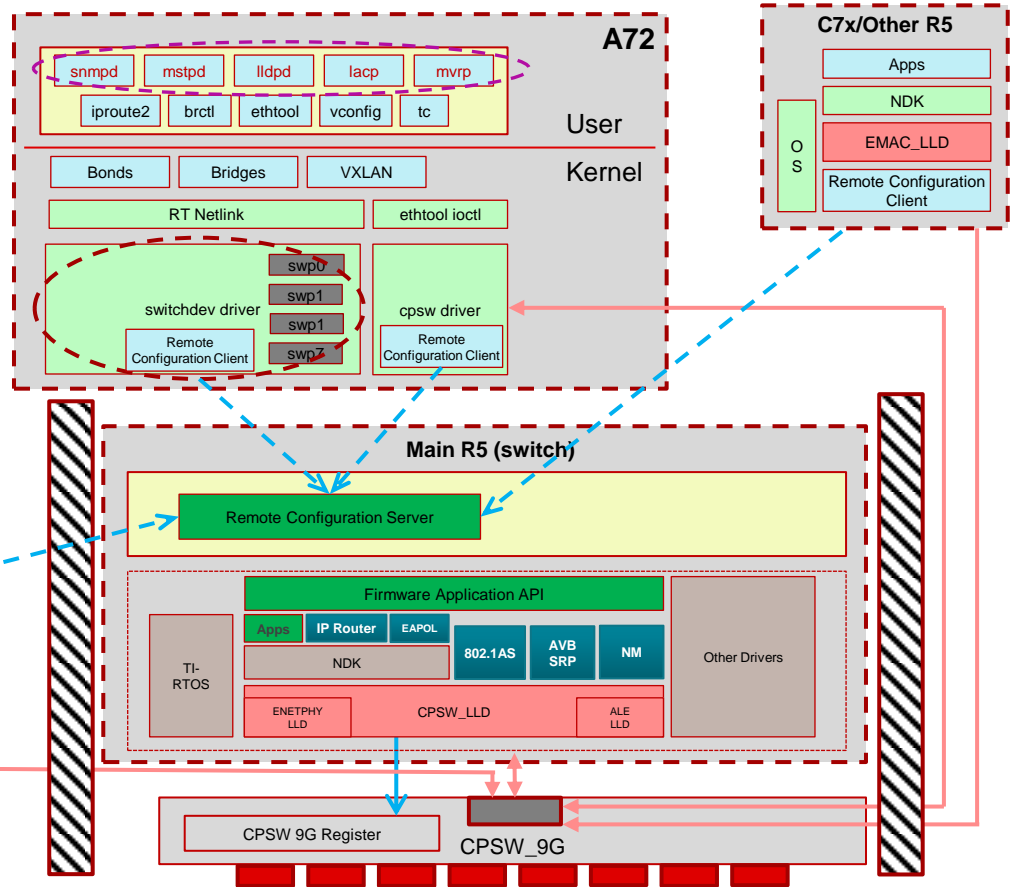 A72
snmpd
mstpd
lldpd
lacp
mvrp
iproute2
brctl
ethtool
vconfig
tc
User
Kernel
Bonds
Bridges
VXLAN
RT Netlink
ethtool ioctl
switchdev driver
swp0
swp1
swp1
swp7
Remote
Configuration Client
cpsw driver
Remote
Configuration Client
C7x/Other R5
Apps
NDK
O
S
EMAC_LLD
Remote Configuration
Client
Main R5 (switch)
Remote Configuration Server
Firmware Application API
TI-
RTOS
Apps
IP Router
EAPOL
NDK
802.1AS
AVB
SRP
NM
Other Drivers
ENETPHY
LLD
CPSW_LLD
ALE
LLD
CPSW 9G Register
CPSW_9G